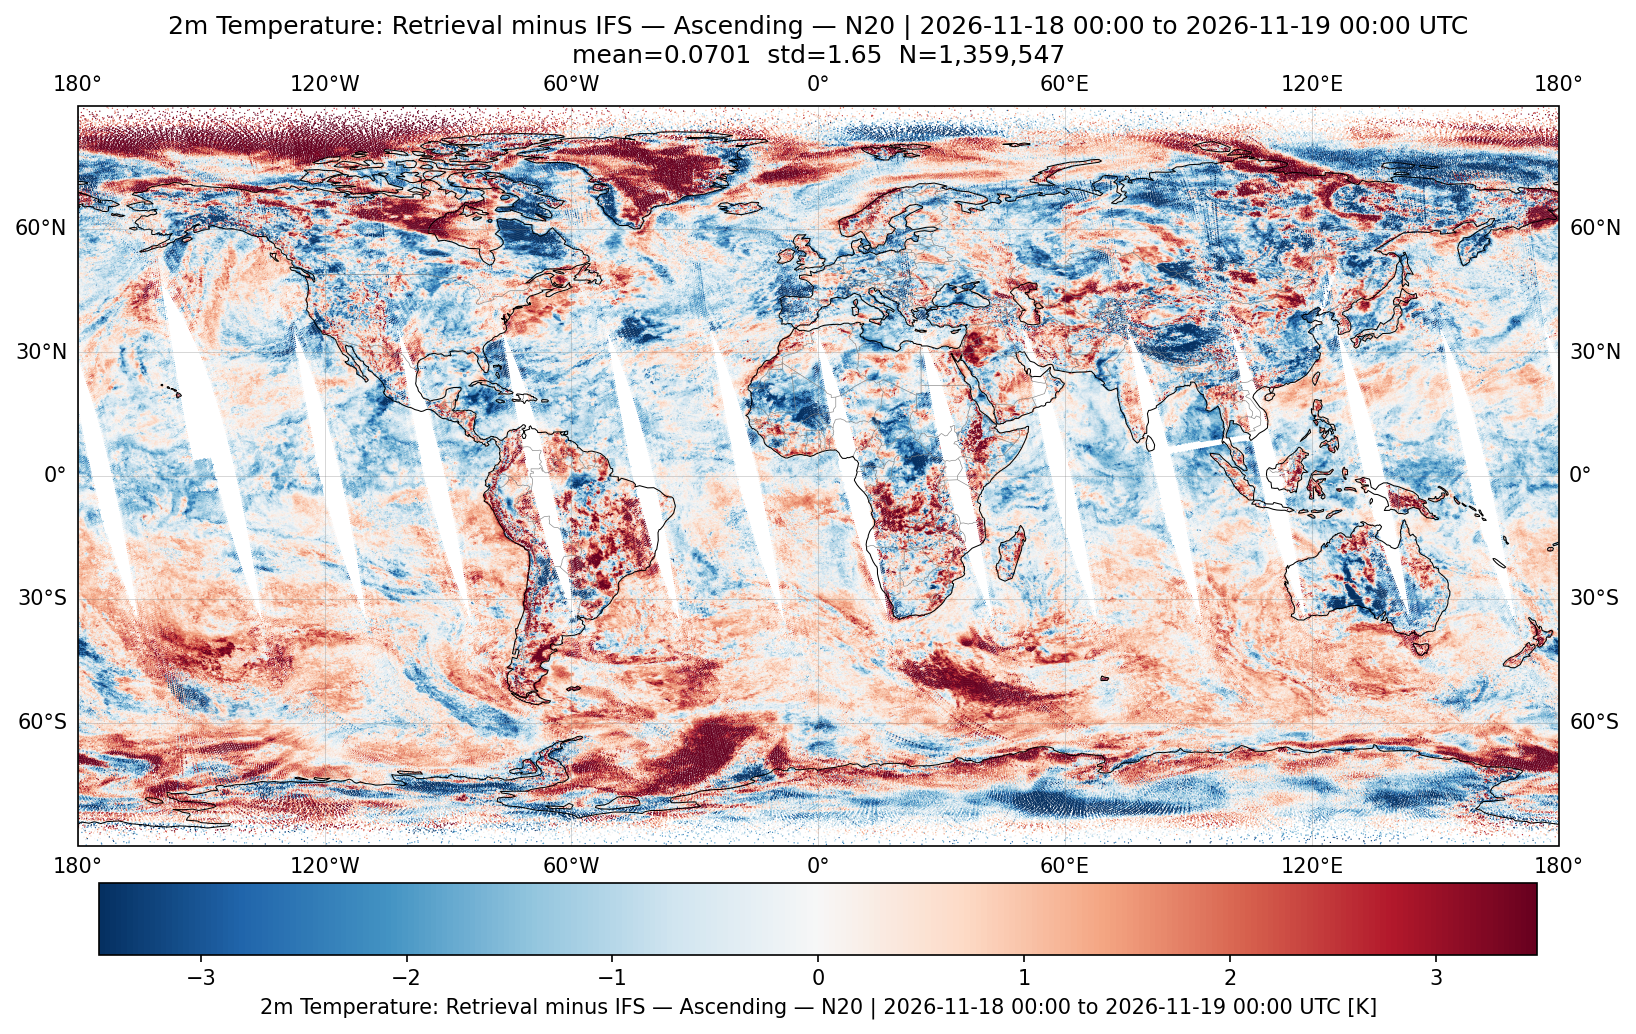 2m Temperature: Retrieval minus IFS — Ascending — N20 | 2026-11-18 00:00 to 2026-11-19 00:00 UTC
mean=0.0701 std=1.65 N=1,359,547
180° 120°W 60°W 0° 60°E 120°E 180°
60°N 60°N
30°N 30°N
0° 0°
30°S 30°S
60°S 60°S
180° 120°W 60°W 0° 60°E 120°E 180°
−3 −2 −1 0 1 2 3
2m Temperature: Retrieval minus IFS — Ascending — N20 | 2026-11-18 00:00 to 2026-11-19 00:00 UTC [K]